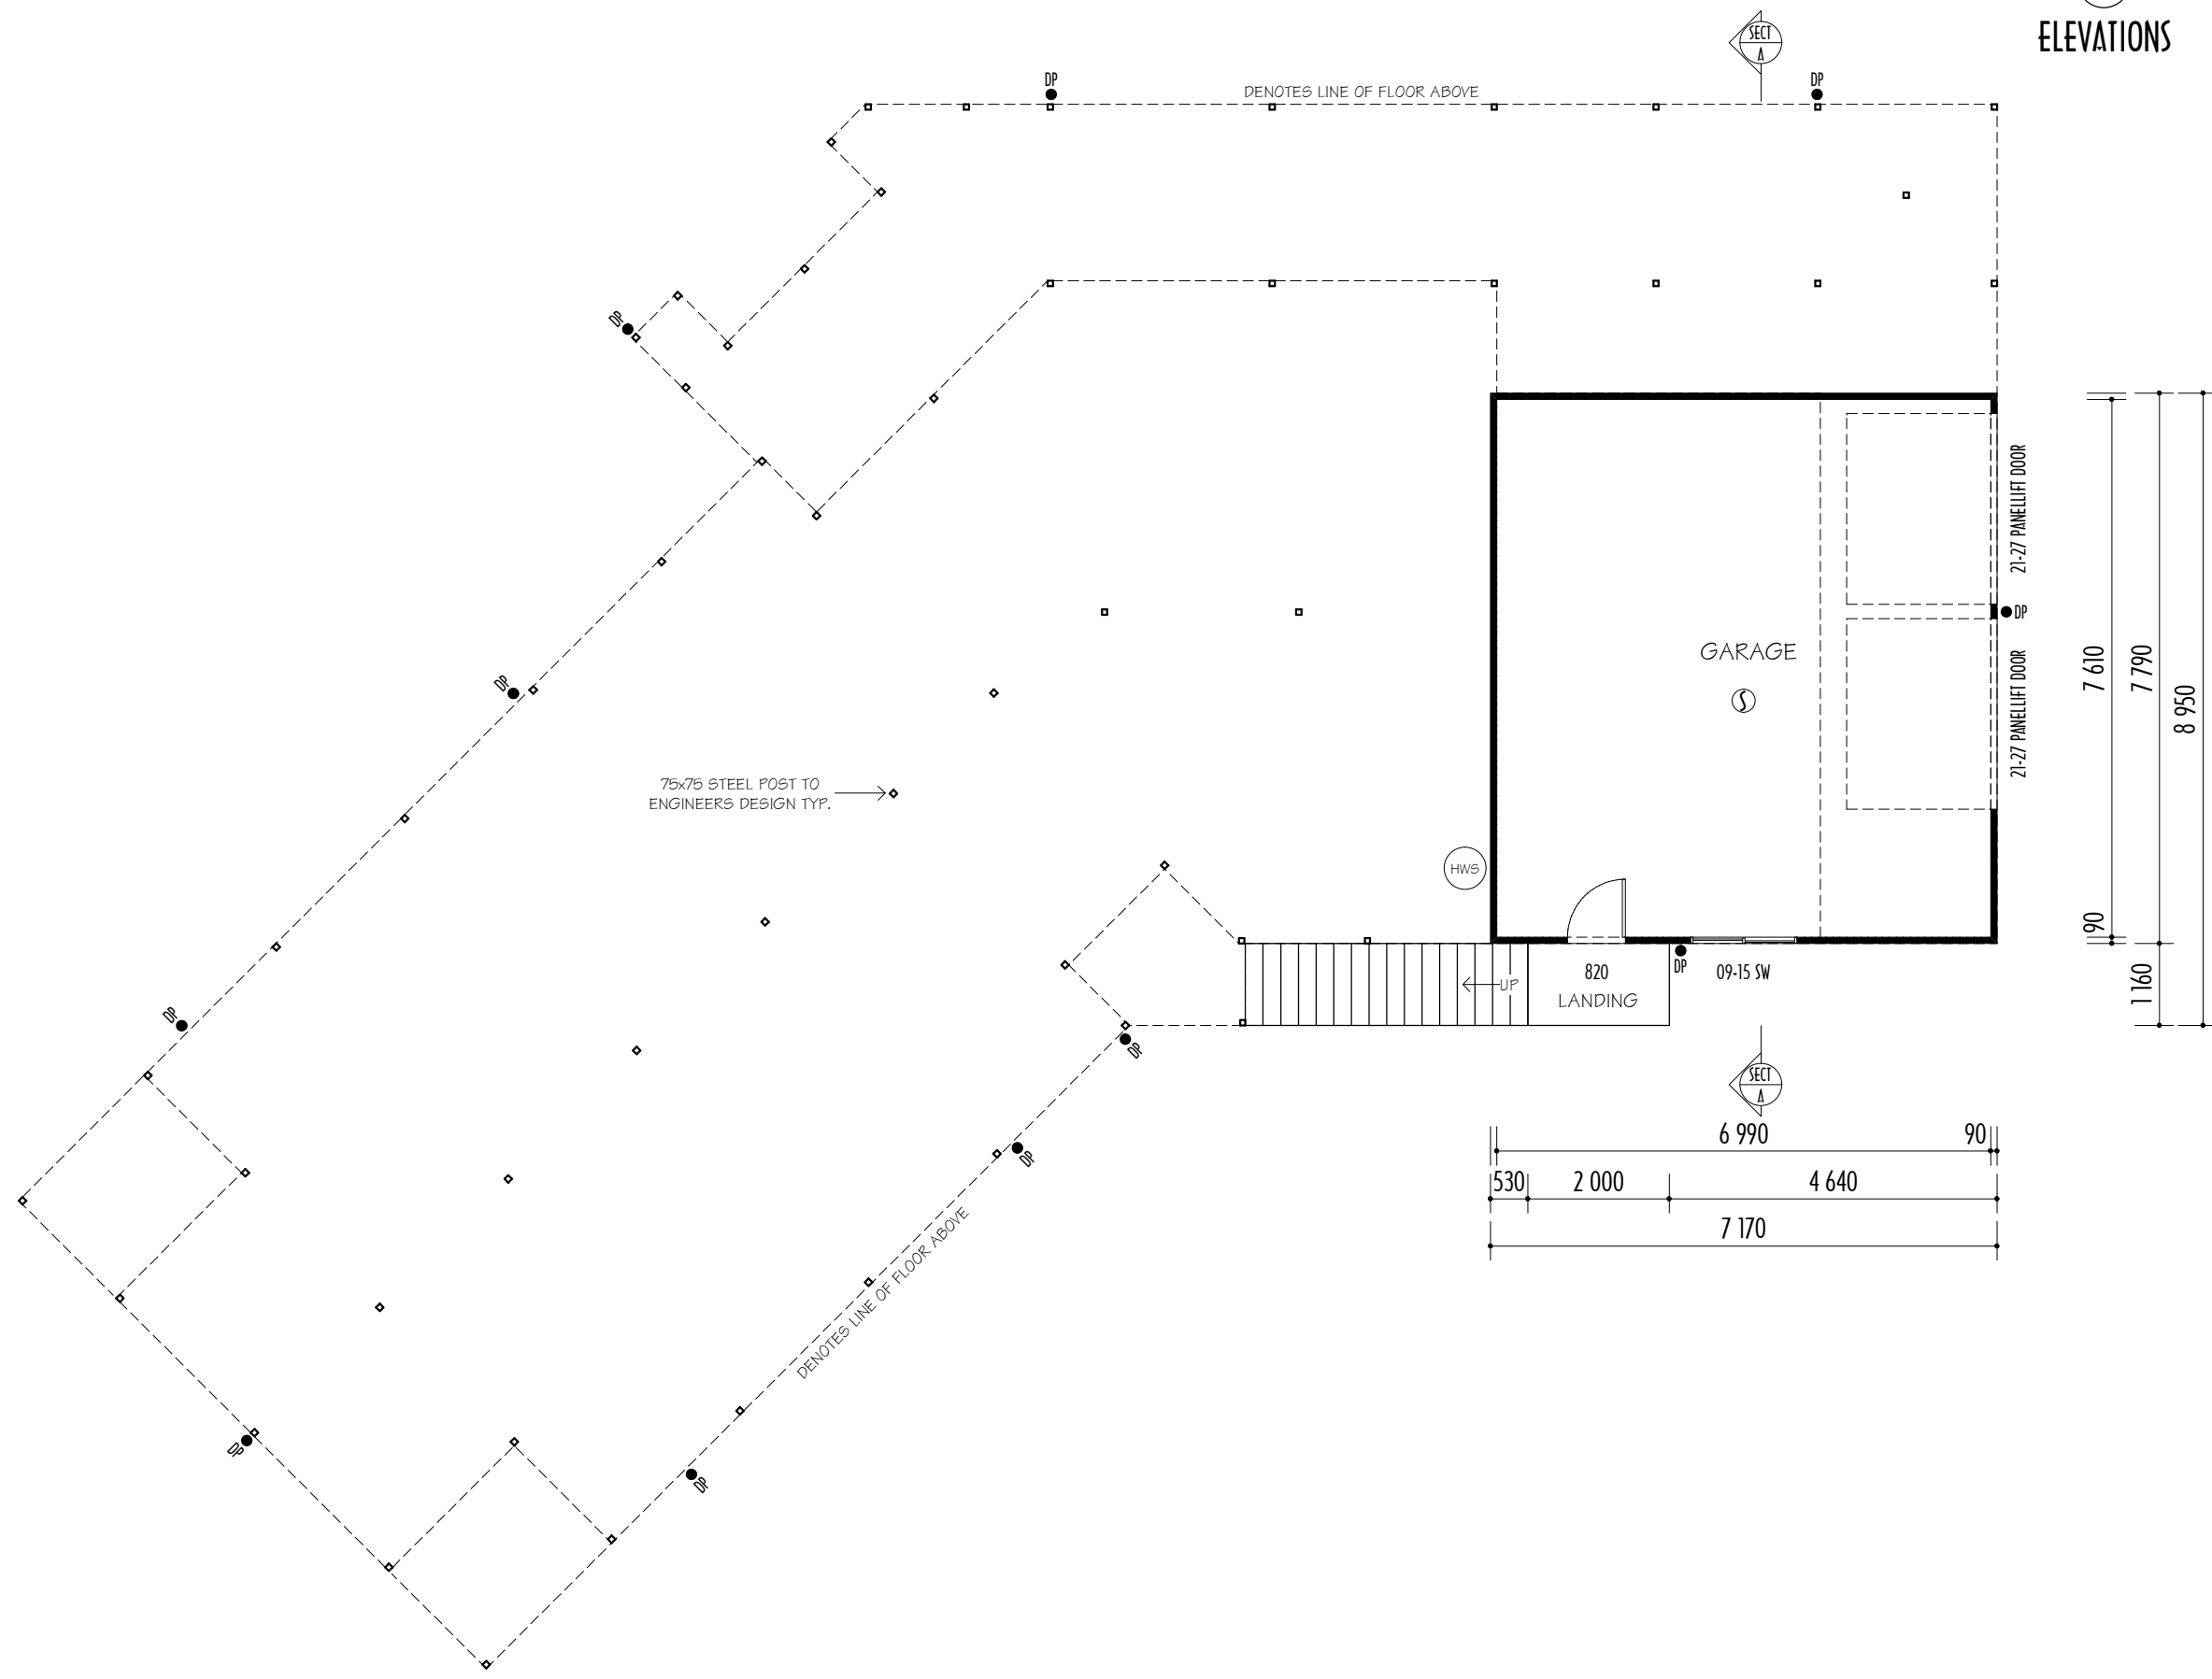 ELEVATIONS
SECT
A
DP
DENOTES LINE OF FLOOR ABOVE
DP
DP
21-27 PANELLIFT DOOR
DP
GARAGE
S
21-27 PANELLIFT DOOR
7 610
7 790
8 950
DP
75x75 STEEL POST TO
ENGINEERS DESIGN TYP.
HWS
90
UP
820
LANDING
DP
09-15 SW
1 160
DP
DP
DP
SECT
A
6 990
90
530
2 000
4 640
7 170
DENOTES LINE OF FLOOR ABOVE
DP
DP